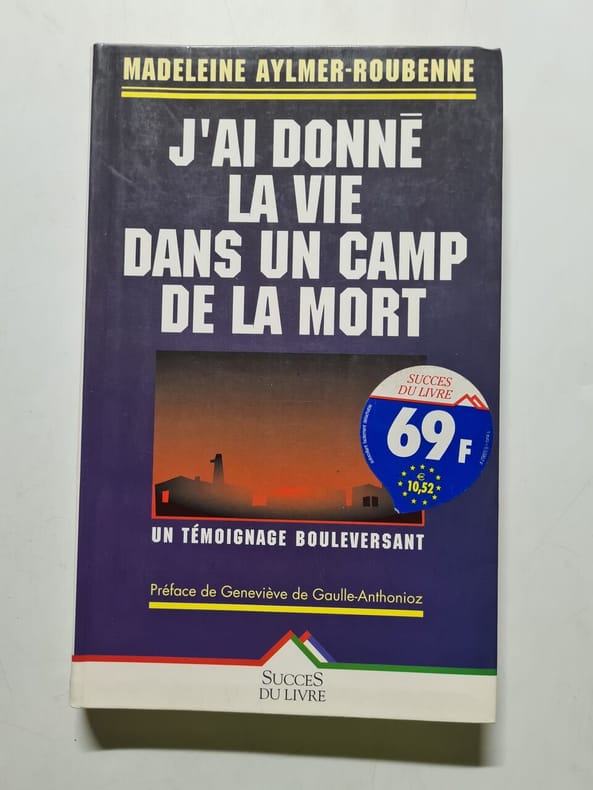 MADELEINE AYLMER-ROUBENNE
J'AI DONNÉ
LA VIE
DANS UN CAMP
DE LA MORT
SUCCES
DU LIVRE
69F
€
10,52
UN TÉMOIGNAGE BOULEVERSANT
Préface de Geneviève de Gaulle-Anthonioz
SUCCES
DU LIVRE